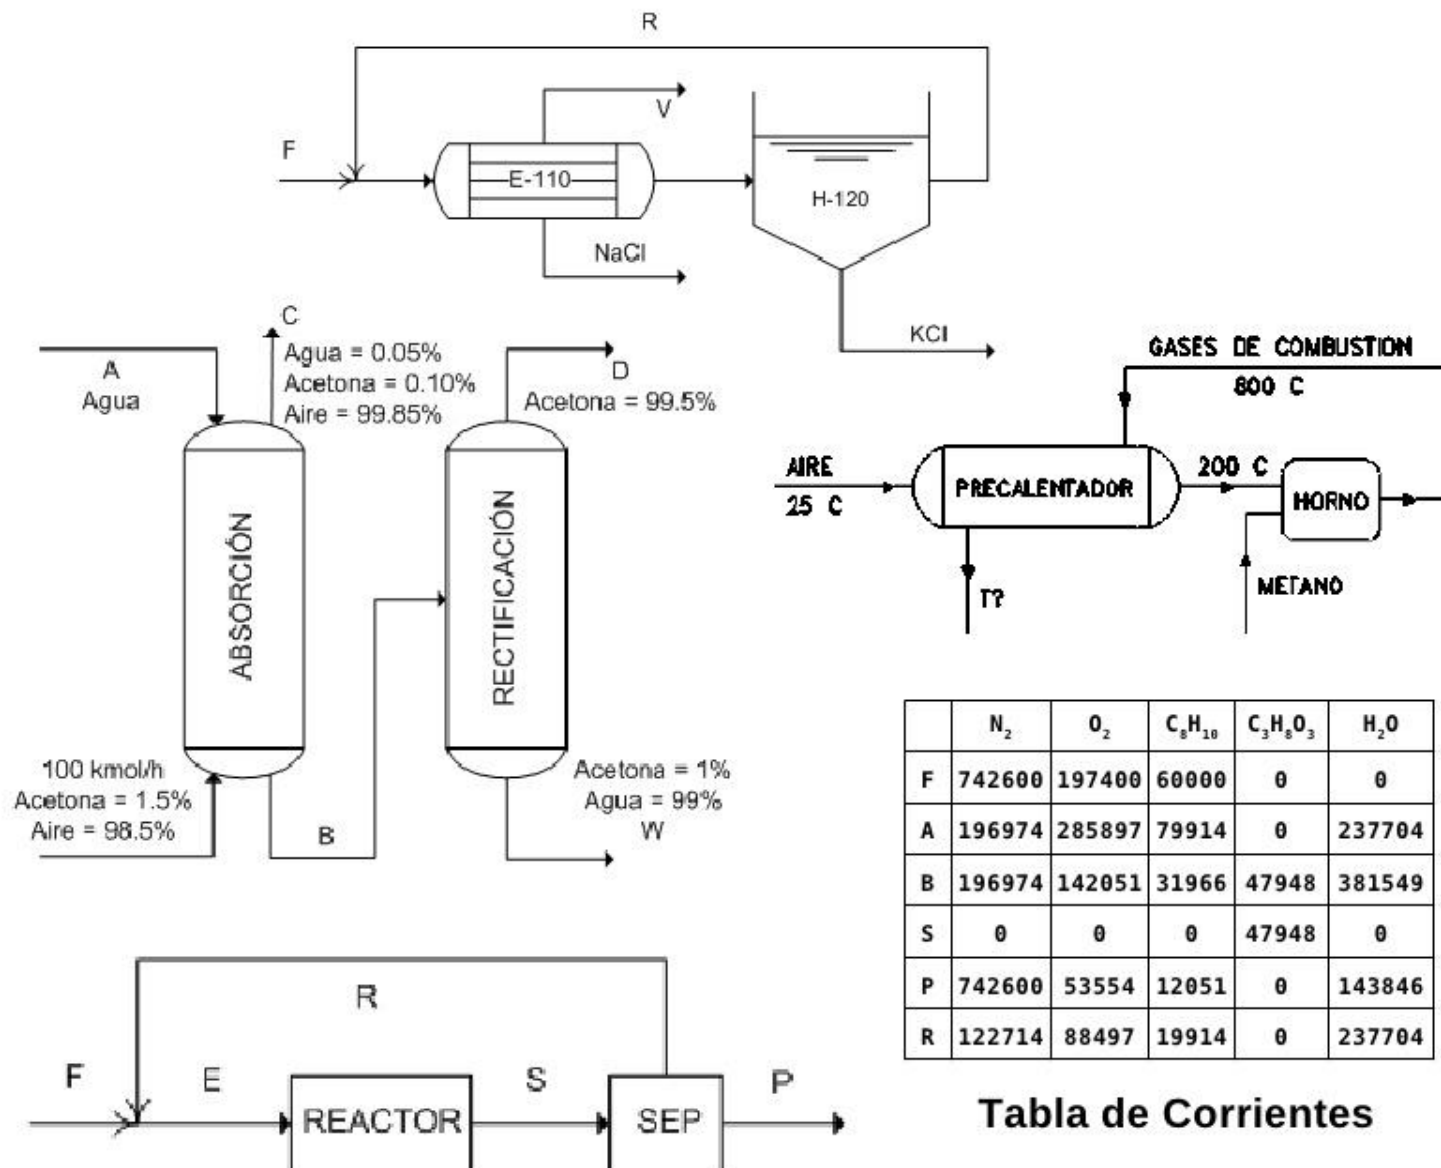 R
V
F
E-110
H-120
NaCl
KCl
A
Agua
C
Agua = 0.05%
Acetona = 0.10%
Aire = 99.85%
D
Acetona = 99.5%
ABSORCIÓN
RECTIFICACIÓN
100 kmol/h
Acetona = 1.5%
Aire = 98.5%
B
Acetona = 1%
Agua = 99%
W
GASES DE COMBUSTION
800 C
AIRE
25 C
PRECALENTADOR
200 C
HORNO
T?
METANO
N₂ O₂ C₈H₁₀ C₃H₈O₃ H₂O
F 742600 197400 60000 0 0
A 196974 285897 79914 0 237704
B 196974 142051 31966 47948 381549
S 0 0 0 47948 0
P 742600 53554 12051 0 143846
R 122714 88497 19914 0 237704
Tabla de Corrientes
R
F
E
REACTOR
S
SEP
P